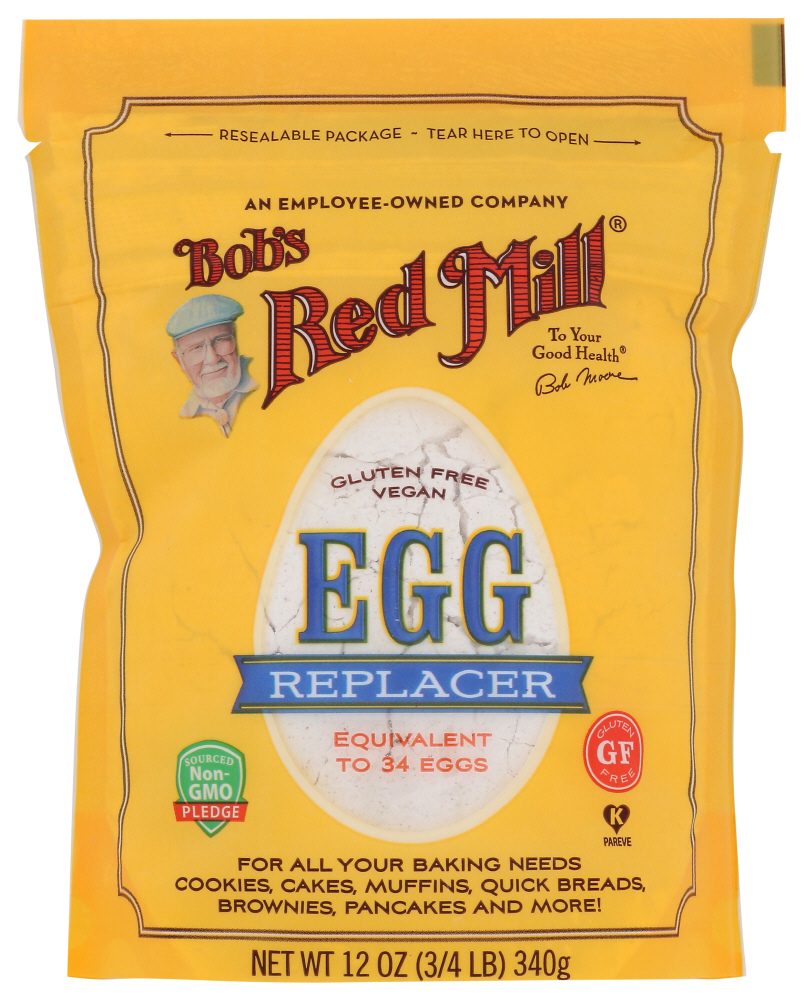 RESEALABLE PACKAGE ~ TEAR HERE TO OPEN
AN EMPLOYEE-OWNED COMPANY
Bob's
Red Mill®
To Your
Good Health®
Bob Moore
GLUTEN FREE
VEGAN
EGG
REPLACER
EQUIVALENT
TO 34 EGGS
SOURCED
Non-
GMO
PLEDGE
GLUTEN
GF
FREE
K
PAREVE
FOR ALL YOUR BAKING NEEDS
COOKIES, CAKES, MUFFINS, QUICK BREADS,
BROWNIES, PANCAKES AND MORE!
NET WT 12 OZ (3/4 LB) 340g